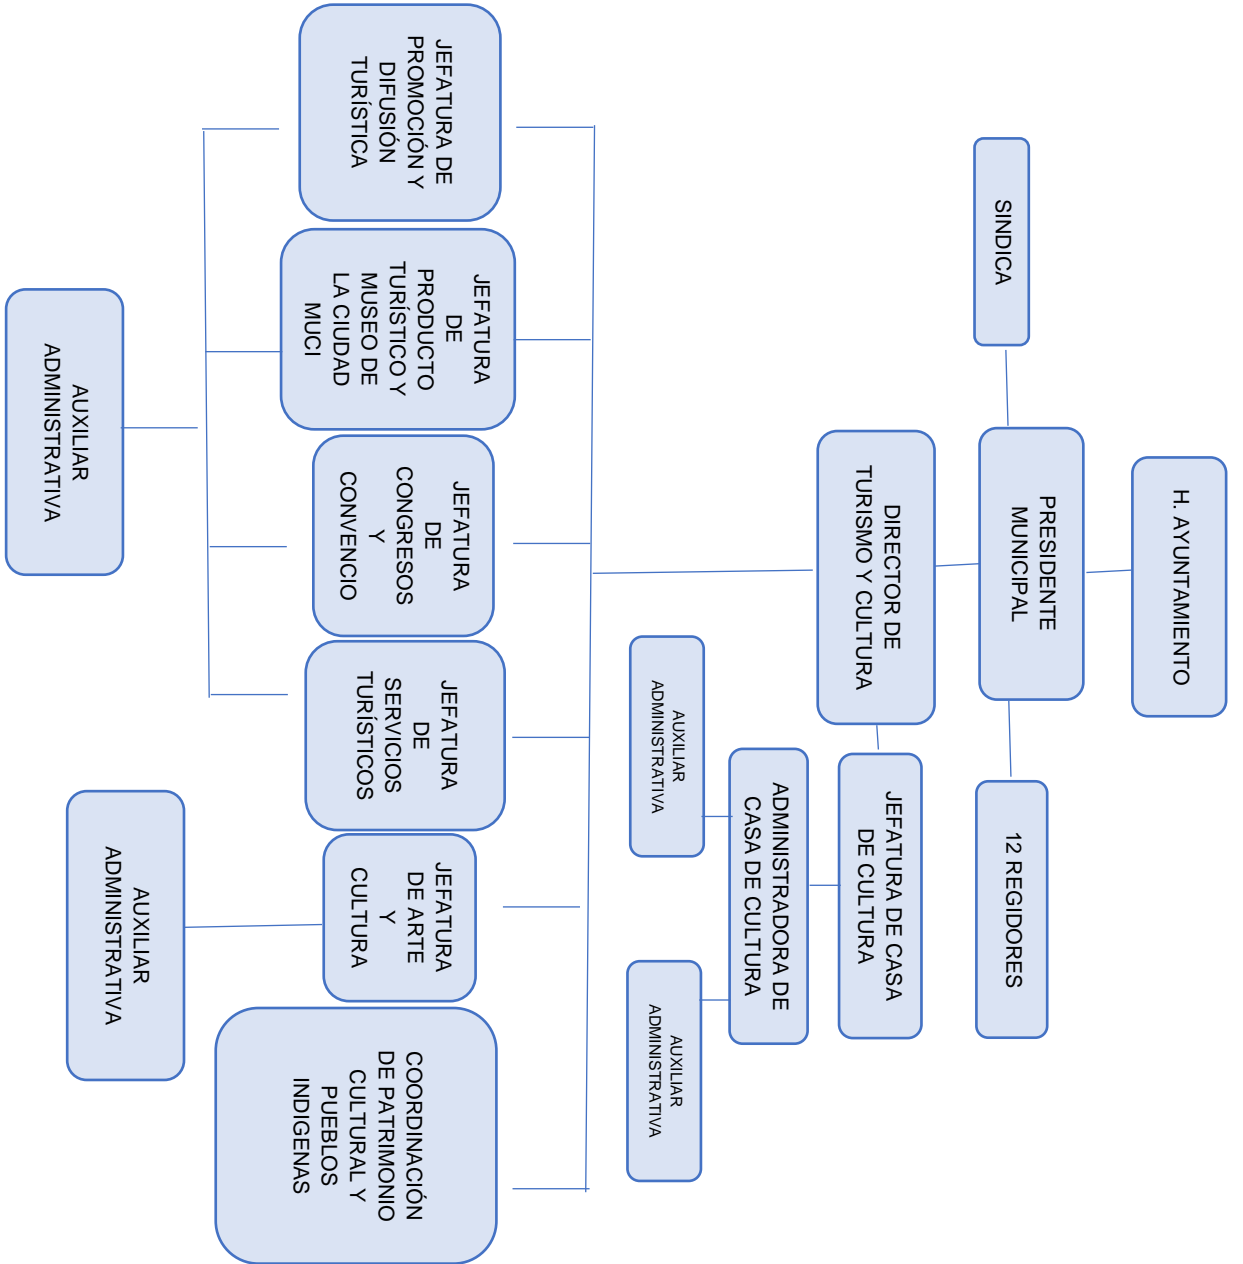 H. AYUNTAMIENTO
SINDICA
PRESIDENTE
MUNICIPAL
12 REGIDORES
DIRECTOR DE
TURISMO Y CULTURA
JEFATURA DE CASA
DE CULTURA
ADMINISTRADORA DE
CASA DE CULTURA
AUXILIAR
ADMINISTRATIVA
AUXILIAR
ADMINISTRATIVA
JEFATURA DE
PROMOCIÓN Y
DIFUSIÓN
TURÍSTICA
JEFATURA
DE
PRODUCTO
TURÍSTICO Y
MUSEO DE
LA CIUDAD
MUCI
JEFATURA
DE
CONGRESOS
Y
CONVENCIO
JEFATURA
DE
SERVICIOS
TURÍSTICOS
JEFATURA
DE ARTE
Y
CULTURA
COORDINACIÓN
DE PATRIMONIO
CULTURAL Y
PUEBLOS
INDIGENAS
AUXILIAR
ADMINISTRATIVA
AUXILIAR
ADMINISTRATIVA